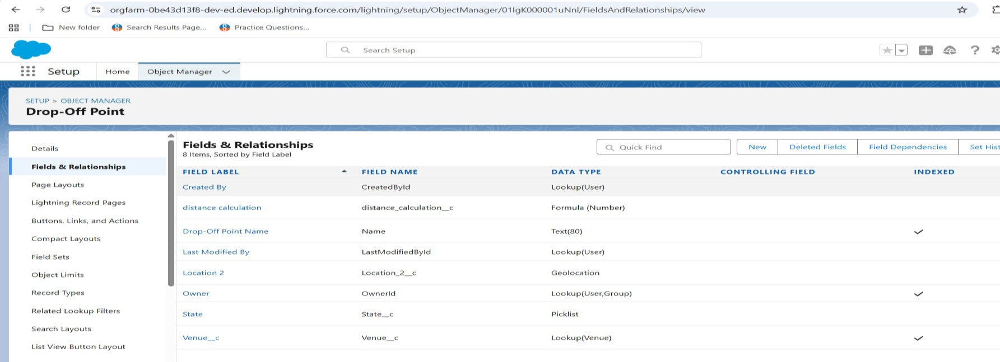 orgfarm-0be43d13f8-dev-ed.develop.lightning.force.com/lightning/setup/ObjectManager/01IgK000001uNnl/FieldsAndRelationships/view
New folder
Search Results Page...
Practice Questions...
Search Setup
Setup
Home
Object Manager
SETUP > OBJECT MANAGER
Drop-Off Point
Details
Fields & Relationships
Page Layouts
Lightning Record Pages
Buttons, Links, and Actions
Compact Layouts
Field Sets
Object Limits
Record Types
Related Lookup Filters
Search Layouts
List View Button Layout
Fields & Relationships
8 Items, Sorted by Field Label
Quick Find
New
Deleted Fields
Field Dependencies
Set Hist
FIELD LABEL FIELD NAME DATA TYPE CONTROLLING FIELD INDEXED
Created By CreatedById Lookup(User)
distance calculation distance_calculation__c Formula (Number)
Drop-Off Point Name Name Text(80)
Last Modified By LastModifiedById Lookup(User)
Location 2 Location_2__c Geolocation
Owner OwnerId Lookup(User,Group)
State State__c Picklist
Venue__c Venue__c Lookup(Venue)